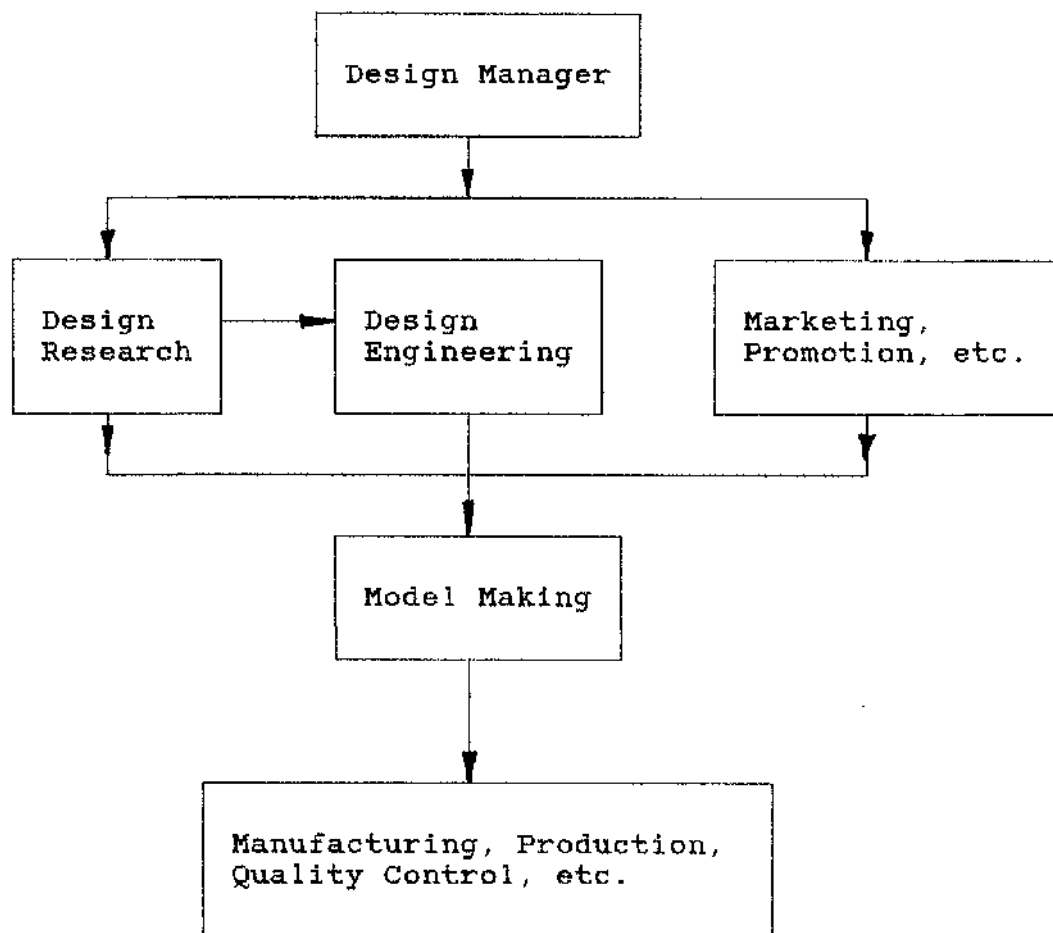 Design Manager
Design
Research
Design
Engineering
Marketing,
Promotion, etc.
Model Making
Manufacturing, Production,
Quality Control, etc.